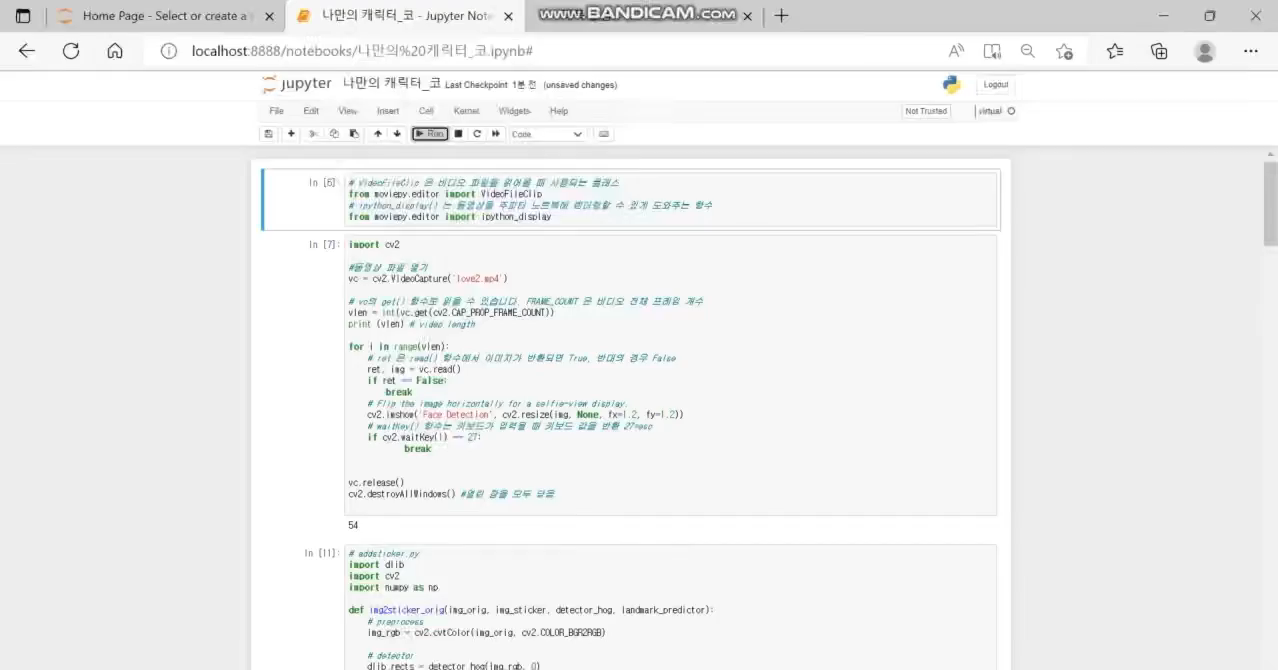 Home Page - Select or create a
나만의 캐릭터_코 - Jupyter Note
www.BANDICAM.com
localhost:8888/notebooks/나만의%20캐릭터_코.ipynb#
jupyter 나만의 캐릭터_코 Last Checkpoint 1분 전 (unsaved changes)
Logout
File Edit View Insert Cell Kernel Widgets Help
Not Trusted
virtual
Run
Code
In [6]:
# VideoFileClip 은 비디오 파일을 읽어올 때 사용되는 클래스
from moviepy.editor import VideoFileClip
# ipython_display() 는 동영상을 주피터 노트북에 렌더링할 수 있게 도와주는 함수
from moviepy.editor import ipython_display
In [7]:
import cv2
#동영상 파일 열기
vc = cv2.VideoCapture('love2.mp4')
# vc의 get() 함수로 읽을 수 있습니다. FRAME_COUNT 은 비디오 전체 프레임 개수
vlen = int(vc.get(cv2.CAP_PROP_FRAME_COUNT))
print (vlen) # video length
for i in range(vlen):
# ret 은 read() 함수에서 이미지가 반환되면 True, 반대의 경우 False
ret, img = vc.read()
if ret == False:
break
# Flip the image horizontally for a selfie-view display.
cv2.imshow('Face Detection', cv2.resize(img, None, fx=1.2, fy=1.2))
# waitKey() 함수는 키보드가 입력될 때 키보드 값을 반환 27=esc
if cv2.waitKey(1) == 27:
break
vc.release()
cv2.destroyAllWindows() #열린 창을 모두 닫음
54
In [11]:
# addsticker.py
import dlib
import cv2
import numpy as np
def img2sticker_orig(img_orig, img_sticker, detector_hog, landmark_predictor):
# preprocess
img_rgb = cv2.cvtColor(img_orig, cv2.COLOR_BGR2RGB)
# detector
dlib_rects = detector_hog(img_rgb, 0)